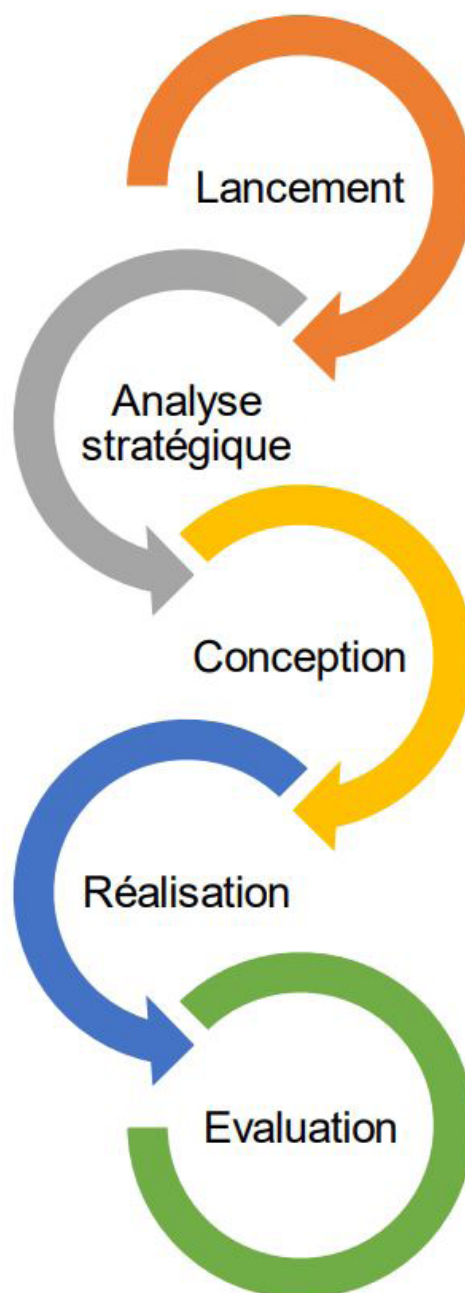 Lancement
Analyse
stratégique
Conception
Réalisation
Evaluation